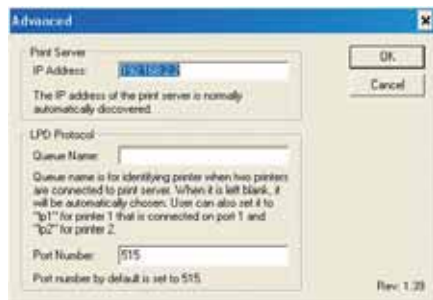 Advanced
Print Server
IP Address: 192.168.2.2
The IP address of the print server is normally
automatically discovered.
OK
Cancel
LPD Protocol
Queue Name:
Queue name is for identifying printer when two printers
are connected to print server. When it is left blank, it
will be automatically chosen. User can also set it to
"lp1" for printer 1 that is connected on port 1 and
"lp2" for printer 2.
Port Number: 515
Port number by default is set to 515.
Rev: 1.39